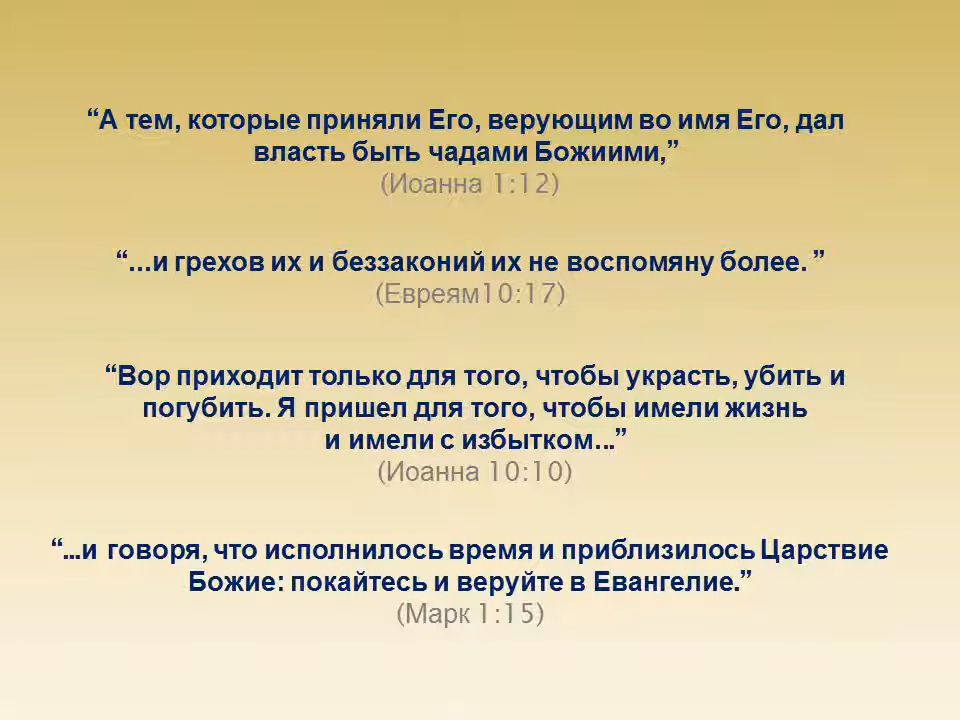 “А тем, которые приняли Его, верующим во имя Его, дал
власть быть чадами Божиими,”
(Иоанна 1:12)
“...и грехов их и беззаконий их не воспомяну более. ”
(Евреям10:17)
“Вор приходит только для того, чтобы украсть, убить и
погубить. Я пришел для того, чтобы имели жизнь
и имели с избытком...”
(Иоанна 10:10)
“...и говоря, что исполнилось время и приблизилось Царствие
Божие: покайтесь и веруйте в Евангелие.”
(Марк 1:15)